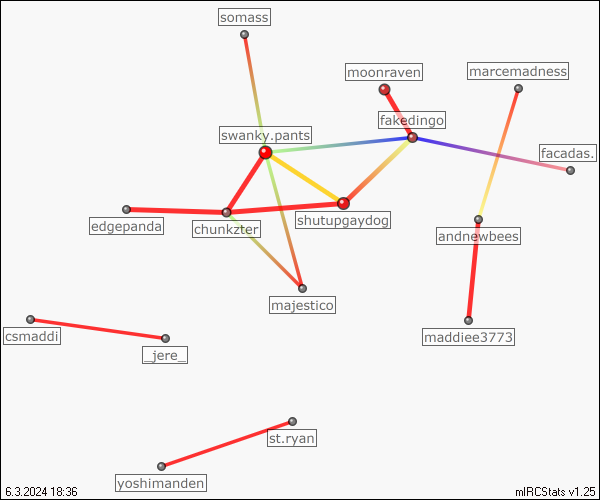 somass
moonraven
marcemadness
fakedingo
swanky.pants
facadas.
shutupgaydog
edgepanda
chunkzter
andnewbees
majestico
csmaddi
maddiee3773
_jere_
st.ryan
yoshimanden
6.3.2024 18:36
mIRCStats v1.25